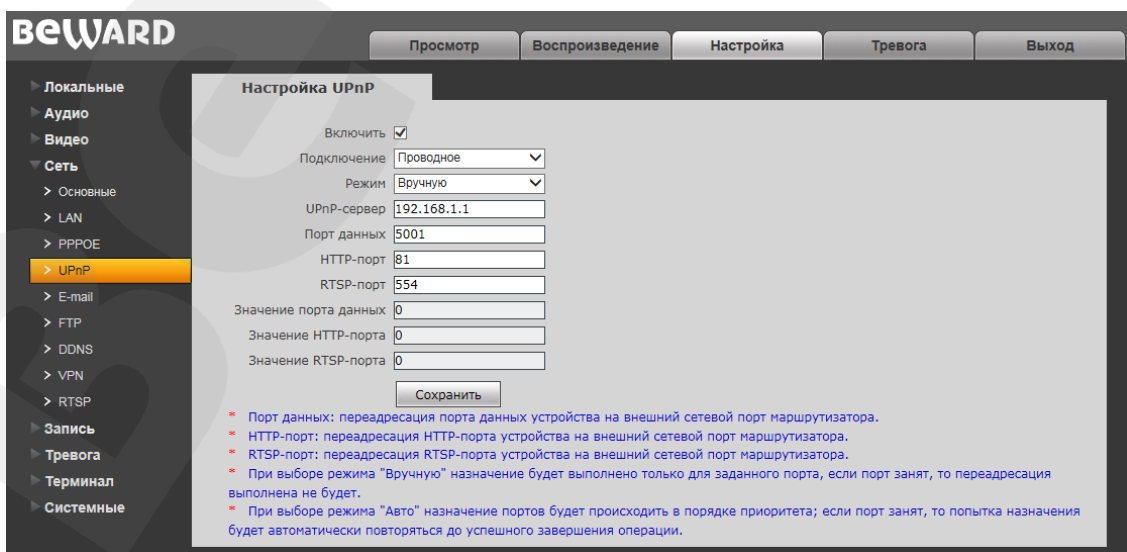 BEWARD
Просмотр Воспроизведение Настройка Тревога Выход
Локальные
Аудио
Видео
Сеть
> Основные
> LAN
> PPPOE
> UPnP
> E-mail
> FTP
> DDNS
> VPN
> RTSP
Запись
Тревога
Терминал
Системные
Настройка UPnP
Включить
Подключение Проводное
Режим Вручную
UPnP-сервер 192.168.1.1
Порт данных 5001
HTTP-порт 81
RTSP-порт 554
Значение порта данных 0
Значение HTTP-порта 0
Значение RTSP-порта 0
Сохранить
* Порт данных: переадресация порта данных устройства на внешний сетевой порт маршрутизатора.
* HTTP-порт: переадресация HTTP-порта устройства на внешний сетевой порт маршрутизатора.
* RTSP-порт: переадресация RTSP-порта устройства на внешний сетевой порт маршрутизатора.
* При выборе режима "Вручную" назначение будет выполнено только для заданного порта, если порт занят, то переадресация
выполнена не будет.
* При выборе режима "Авто" назначение портов будет происходить в порядке приоритета; если порт занят, то попытка назначения
будет автоматически повторяться до успешного завершения операции.